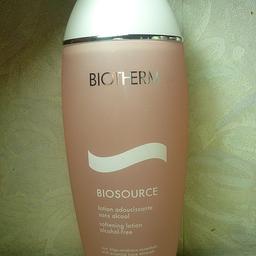 BIOTHERM
BIOSOURCE
lotion adoucissante
sans alcool
softening lotion
alcohol-free